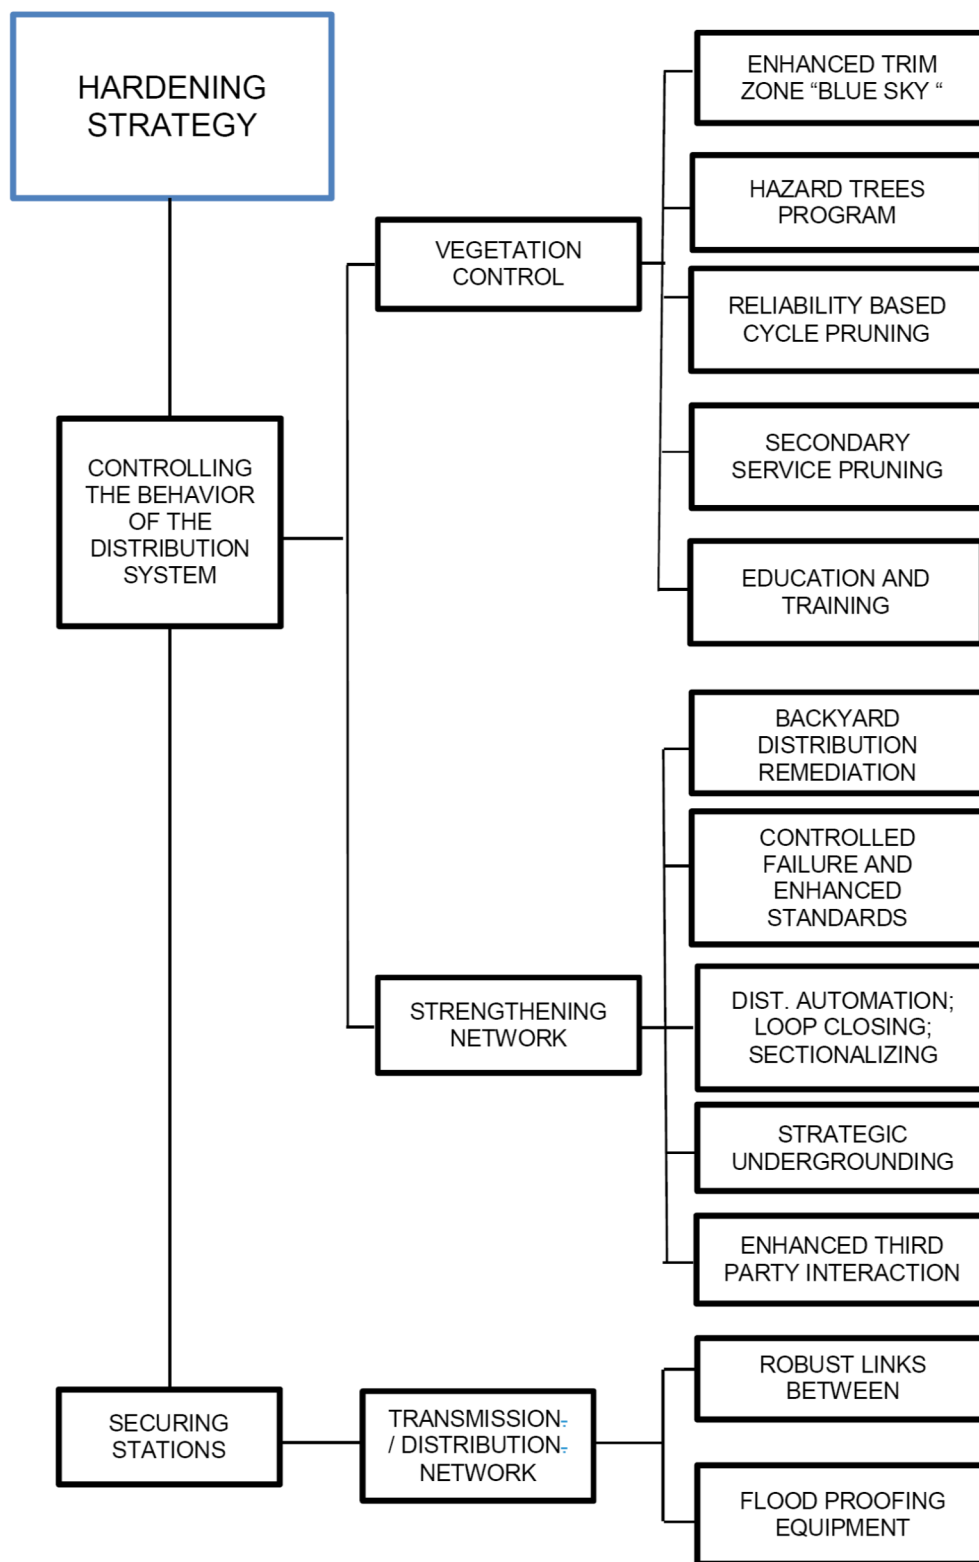 HARDENING
STRATEGY
CONTROLLING
THE BEHAVIOR
OF THE
DISTRIBUTION
SYSTEM
VEGETATION
CONTROL
ENHANCED TRIM
ZONE “BLUE SKY “
HAZARD TREES
PROGRAM
RELIABILITY BASED
CYCLE PRUNING
SECONDARY
SERVICE PRUNING
EDUCATION AND
TRAINING
STRENGTHENING
NETWORK
BACKYARD
DISTRIBUTION
REMEDIATION
CONTROLLED
FAILURE AND
ENHANCED
STANDARDS
DIST. AUTOMATION;
LOOP CLOSING;
SECTIONALIZING
STRATEGIC
UNDERGROUNDING
ENHANCED THIRD
PARTY INTERACTION
SECURING
STATIONS
TRANSMISSION-
/ DISTRIBUTION-
NETWORK
ROBUST LINKS
BETWEEN
FLOOD PROOFING
EQUIPMENT